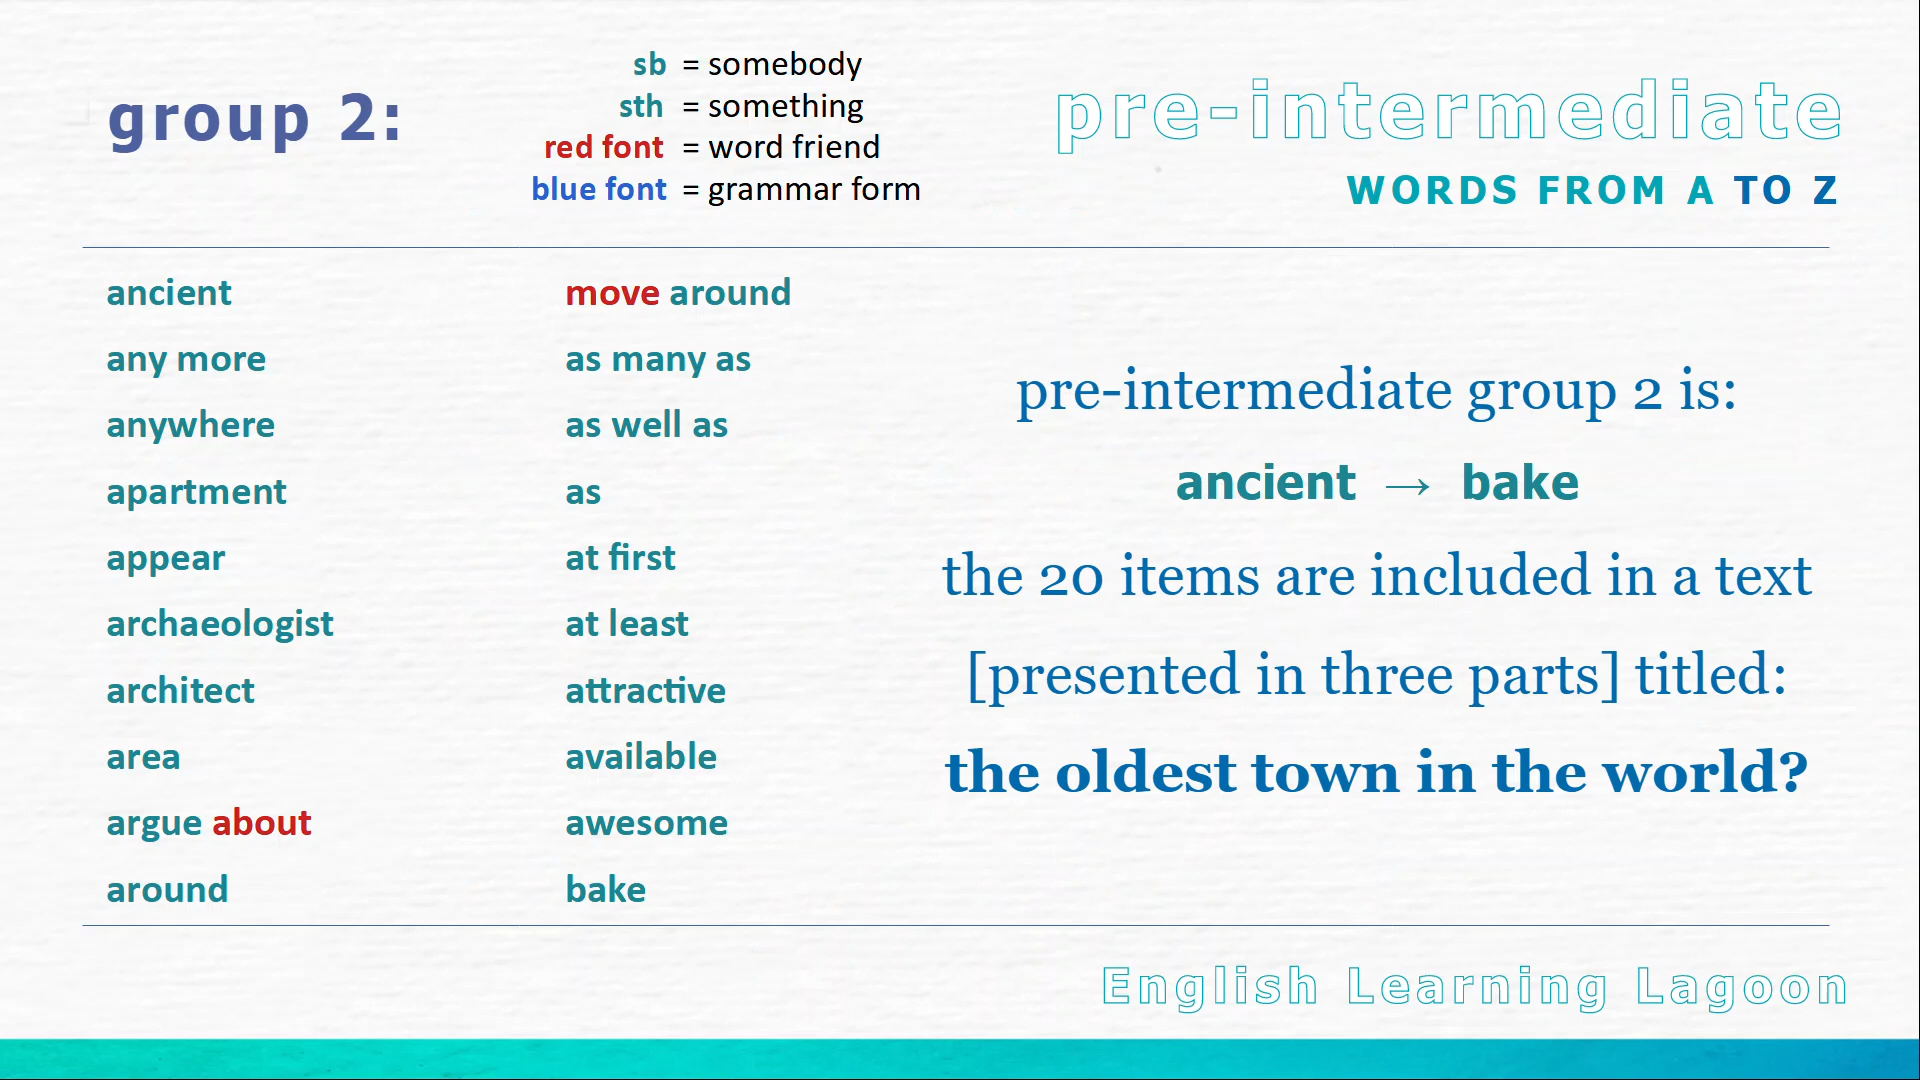 group 2:
sb = somebody
sth = something
red font = word friend
blue font = grammar form
pre-intermediate
WORDS FROM A TO Z
ancient
any more
anywhere
apartment
appear
archaeologist
architect
area
argue about
around
move around
as many as
as well as
as
at first
at least
attractive
available
awesome
bake
pre-intermediate group 2 is:
ancient → bake
the 20 items are included in a text
[presented in three parts] titled:
the oldest town in the world?
English Learning Lagoon